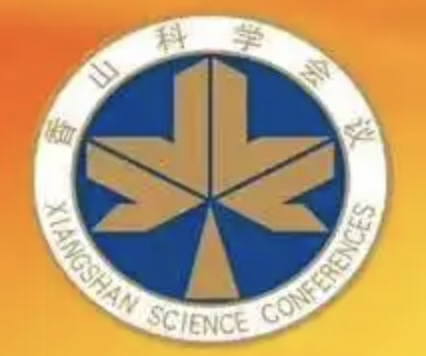 香山科学会议
XIANGSHAN SCIENCE CONFERENCES